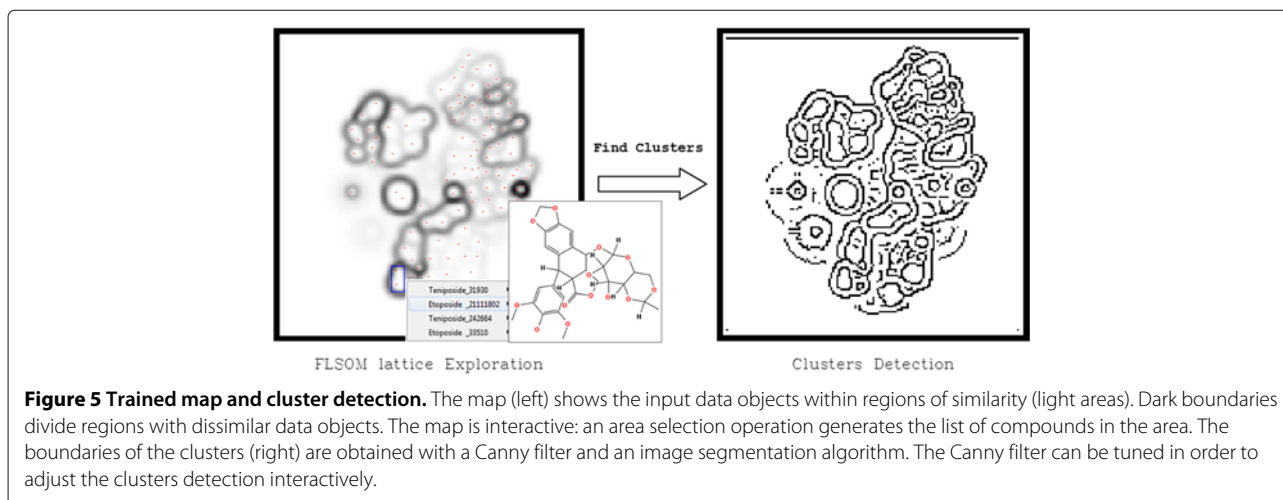 Find Clusters
Teniposide_31930
Etoposide _21111802
Teniposide_242664
Etoposide _33510
FLSOM lattice Exploration
Clusters Detection
Figure 5 Trained map and cluster detection. The map (left) shows the input data objects within regions of similarity (light areas). Dark boundaries
divide regions with dissimilar data objects. The map is interactive: an area selection operation generates the list of compounds in the area. The
boundaries of the clusters (right) are obtained with a Canny filter and an image segmentation algorithm. The Canny filter can be tuned in order to
adjust the clusters detection interactively.